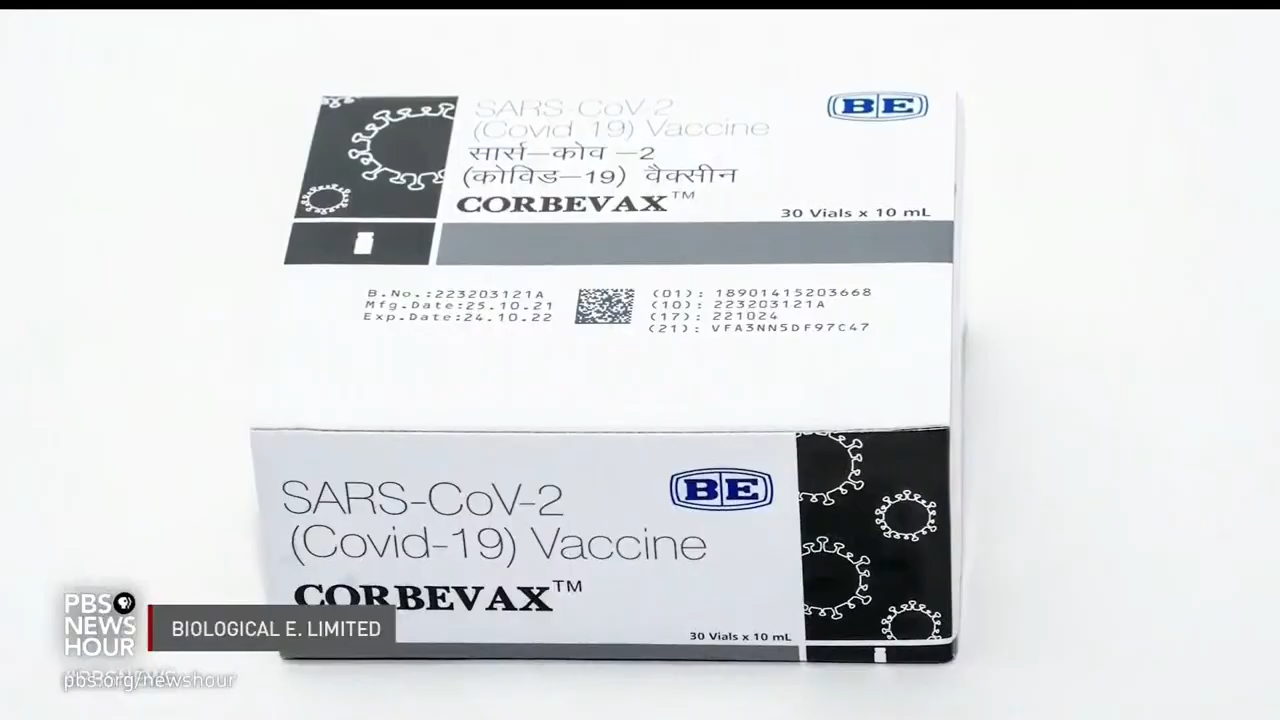 SARS-CoV-2
(Covid 19) Vaccine
सार्स–कोव –2
(कोविड–19) वैक्सीन
CORBEVAX™
BE
30 Vials x 10 mL
B.No.:223203121A
Mfg.Date:25.10.21
Exp.Date:24.10.22
(01): 18901415203668
(10): 223203121A
(17): 221024
(21): VFA3NN5DF97C47
SARS-CoV-2
(Covid-19) Vaccine
CORBEVAX™
BE
30 Vials x 10 mL
PBS
NEWS
HOUR
BIOLOGICAL E. LIMITED
pbs.org/newshour